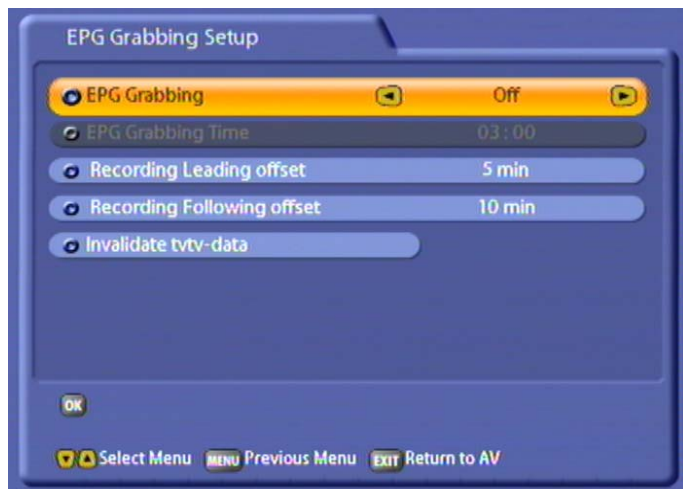 EPG Grabbing Setup
EPG Grabbing Off
EPG Grabbing Time 03:00
Recording Leading offset 5 min
Recording Following offset 10 min
Invalidate tvtv-data
OK
Select Menu MENU Previous Menu EXIT Return to AV